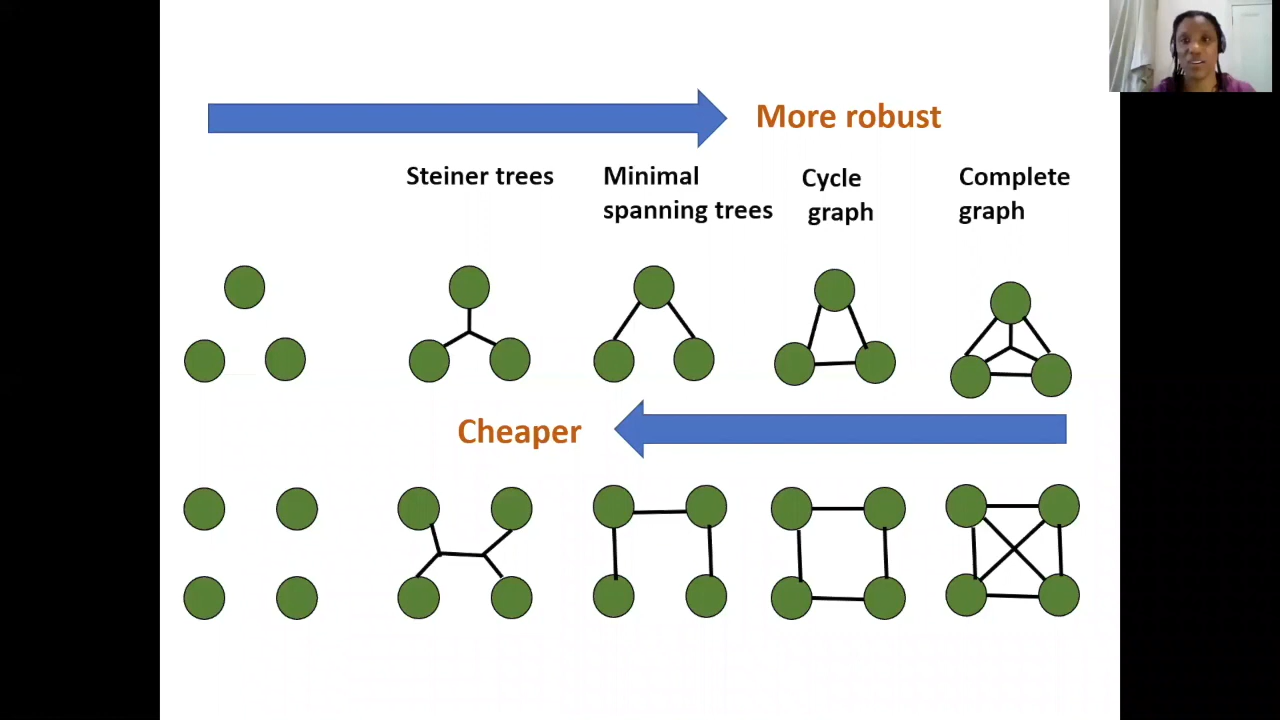 More robust
Steiner trees
Minimal
spanning trees
Cycle
graph
Complete
graph
Cheaper